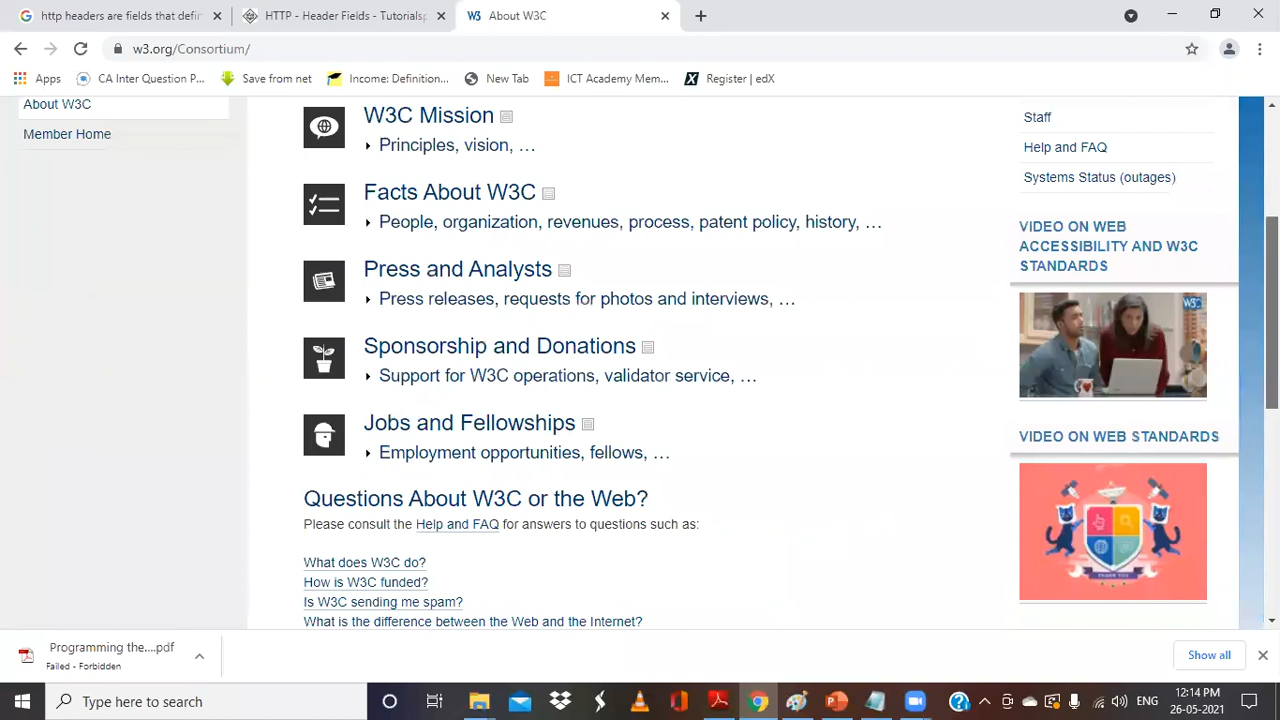 http headers are fields that defin
HTTP - Header Fields - Tutorialsp
W3 About W3C
w3.org/Consortium/
Apps
CA Inter Question P...
Save from net
Income: Definition...
New Tab
ICT Academy Mem...
Register | edX
About W3C
Member Home
W3C Mission
Principles, vision, …
Facts About W3C
People, organization, revenues, process, patent policy, history, …
Press and Analysts
Press releases, requests for photos and interviews, …
Sponsorship and Donations
Support for W3C operations, validator service, …
Jobs and Fellowships
Employment opportunities, fellows, …
Questions About W3C or the Web?
Please consult the Help and FAQ for answers to questions such as:
What does W3C do?
How is W3C funded?
Is W3C sending me spam?
What is the difference between the Web and the Internet?
Staff
Help and FAQ
Systems Status (outages)
VIDEO ON WEB
ACCESSIBILITY AND W3C
STANDARDS
W3C
VIDEO ON WEB STANDARDS
THANK YOU
Programming the....pdf
Failed - Forbidden
Show all
Type here to search
ENG
12:14 PM
26-05-2021